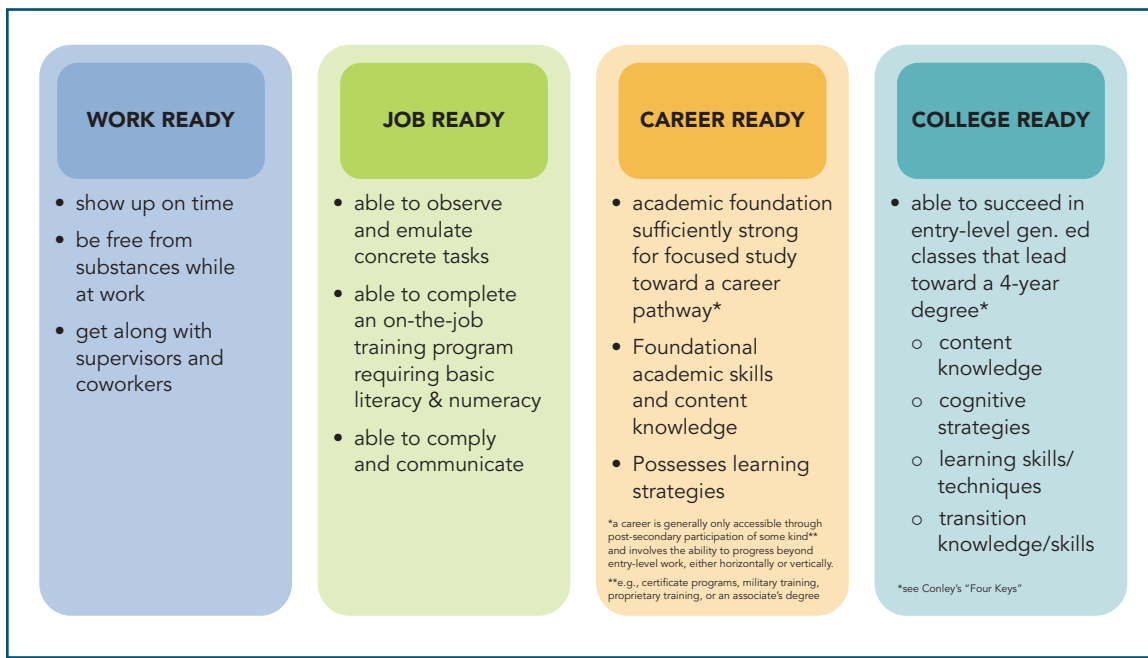 WORK READY
• show up on time
• be free from
substances while
at work
• get along with
supervisors and
coworkers
JOB READY
• able to observe
and emulate
concrete tasks
• able to complete
an on-the-job
training program
requiring basic
literacy & numeracy
• able to comply
and communicate
CAREER READY
• academic foundation
sufficiently strong
for focused study
toward a career
pathway*
• Foundational
academic skills
and content
knowledge
• Possesses learning
strategies
*a career is generally only accessible through
post-secondary participation of some kind**
and involves the ability to progress beyond
entry-level work, either horizontally or vertically.
**e.g., certificate programs, military training,
proprietary training, or an associate's degree
COLLEGE READY
• able to succeed in
entry-level gen. ed
classes that lead
toward a 4-year
degree*
o content
knowledge
o cognitive
strategies
o learning skills/
techniques
o transition
knowledge/skills
*see Conley's "Four Keys"